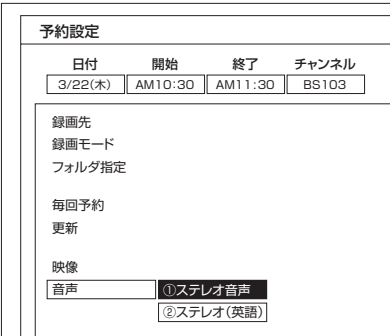 予約設定
日付 開始 終了 チャンネル
3/22(木) AM10:30 AM11:30 BS103
録画先
録画モード
フォルダ指定
毎回予約
更新
映像
音声 ①ステレオ音声
②ステレオ(英語)